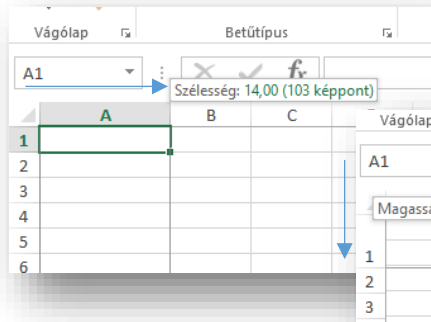 Vágólap Betűtípus
A1 fx
Szélesség: 14,00 (103 képpont)
A B C
1
2
3
4
5
6
Vágólap
A1
1
2
3